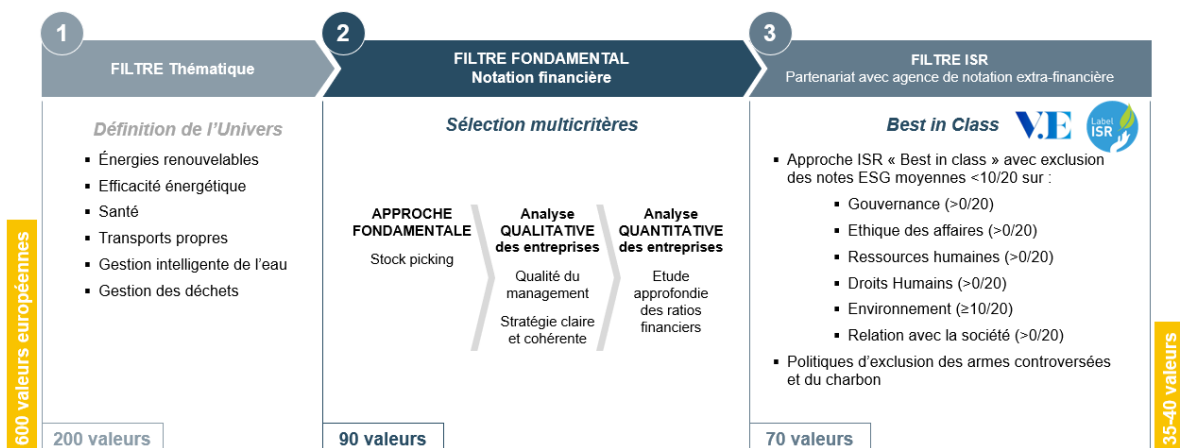 1
FILTRE Thématique
2
FILTRE FONDAMENTAL
Notation financière
3
FILTRE ISR
Partenariat avec agence de notation extra-financière
600 valeurs européennes
Définition de l'Univers
▪ Énergies renouvelables
▪ Efficacité énergétique
▪ Santé
▪ Transports propres
▪ Gestion intelligente de l'eau
▪ Gestion des déchets
200 valeurs
Sélection multicritères
APPROCHE
FONDAMENTALE
Stock picking
Analyse
QUALITATIVE
des entreprises
Qualité du
management
Stratégie claire
et cohérente
Analyse
QUANTITATIVE
des entreprises
Etude
approfondie
des ratios
financiers
90 valeurs
Best in Class
V.E
Label
ISR
▪ Approche ISR « Best in class » avec exclusion
des notes ESG moyennes <10/20 sur :
▪ Gouvernance (>0/20)
▪ Ethique des affaires (>0/20)
▪ Ressources humaines (>0/20)
▪ Droits Humains (>0/20)
▪ Environnement (≥10/20)
▪ Relation avec la société (>0/20)
▪ Politiques d'exclusion des armes controversées
et du charbon
70 valeurs
35-40 valeurs